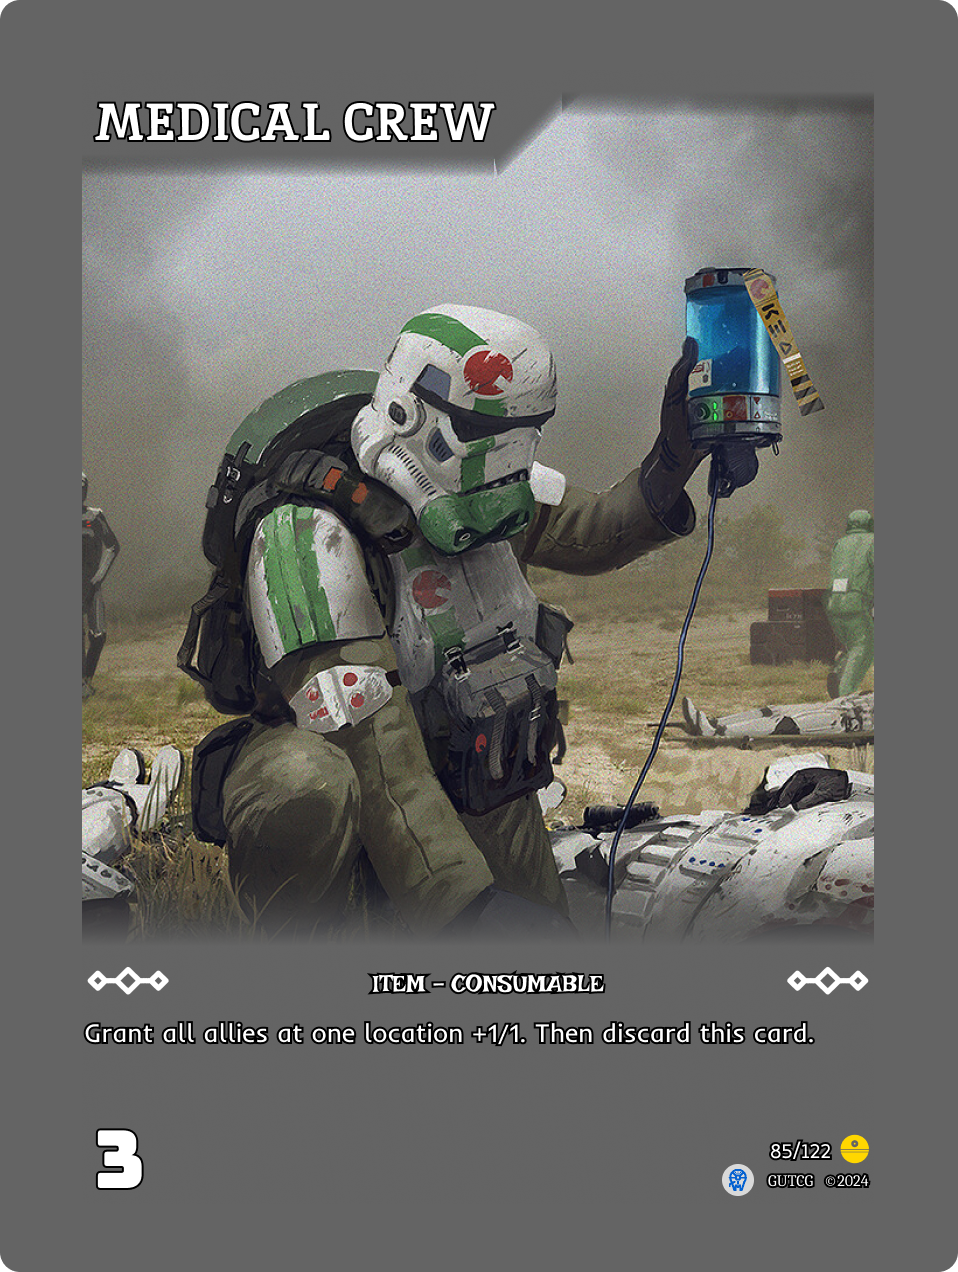 MEDICAL CREW
ITEM – CONSUMABLE
Grant all allies at one location +1/1. Then discard this card.
3
85/122
GUTCG ©2024